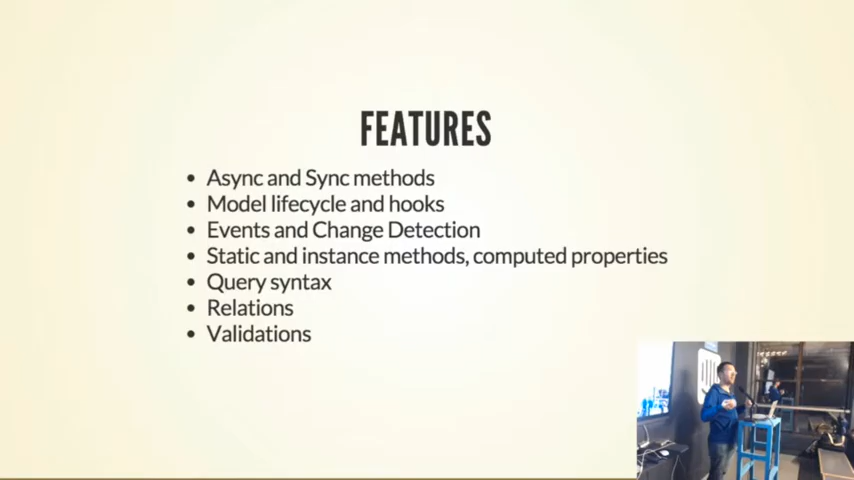 FEATURES
Async and Sync methods
Model lifecycle and hooks
Events and Change Detection
Static and instance methods, computed properties
Query syntax
Relations
Validations